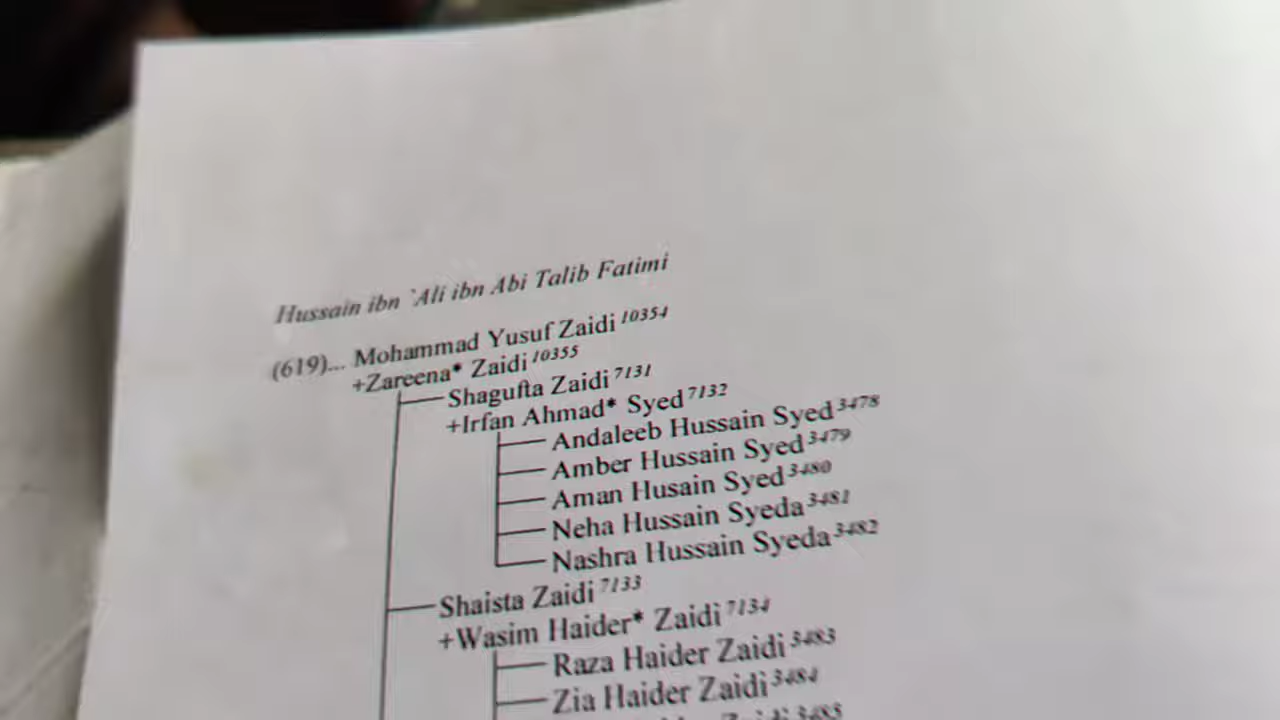 Hussain ibn `Ali ibn Abi Talib Fatimi
(619)... Mohammad Yusuf Zaidi 10354
+Zareena* Zaidi 10355
Shagufta Zaidi 7131
+Irfan Ahmad* Syed 7132
Andaleeb Hussain Syed 3478
Amber Hussain Syed 3479
Aman Husain Syed 3480
Neha Hussain Syeda 3481
Nashra Hussain Syeda 3482
Shaista Zaidi 7133
+Wasim Haider* Zaidi 7134
Raza Haider Zaidi 3483
Zia Haider Zaidi 3484
Zaidi 3485